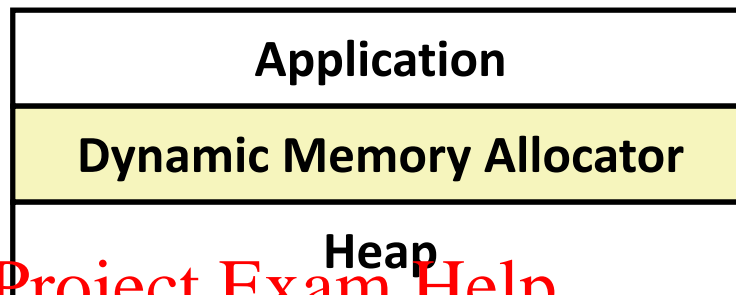 Application
Dynamic Memory Allocator
Heap
Project Exam Help